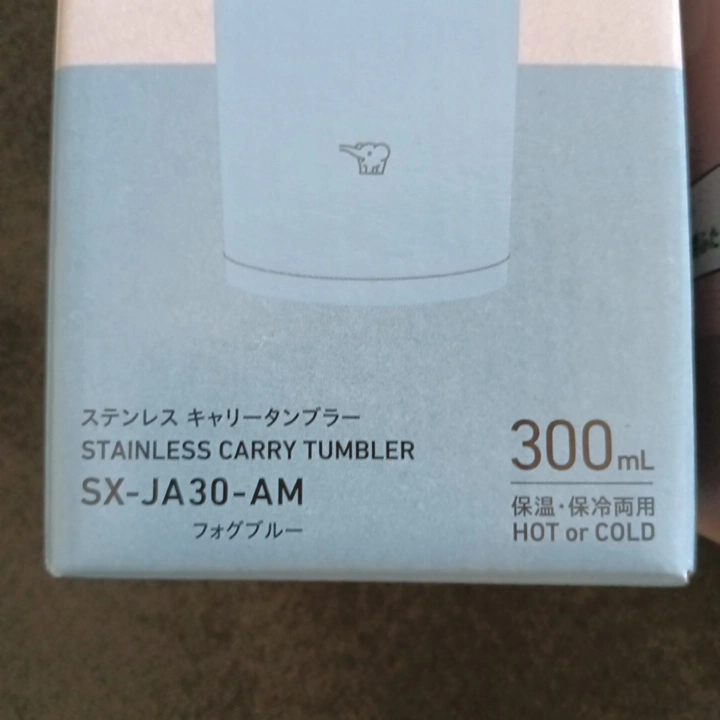 ステンレス キャリータンブラー
STAINLESS CARRY TUMBLER
SX-JA30-AM
フォグブルー
300mL
保温・保冷両用
HOT or COLD